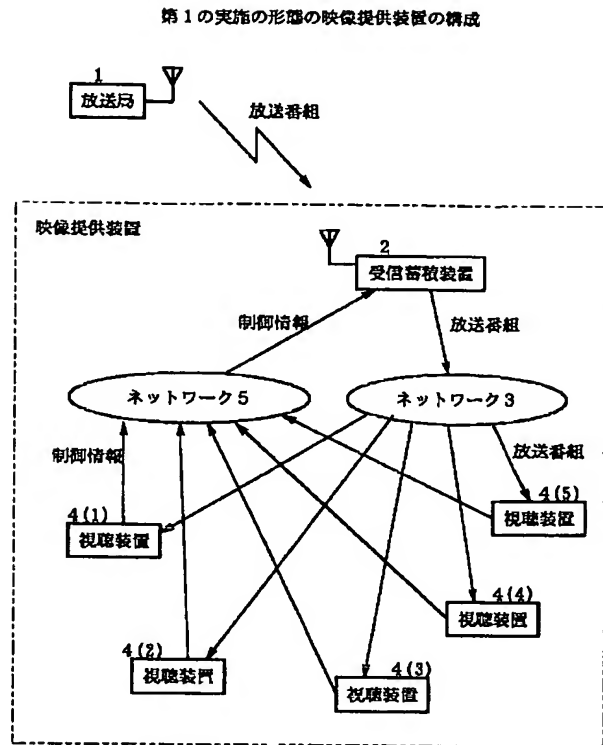 第1の実施の形態の映像提供装置の構成
1
放送局
放送番組
映像提供装置
2
受信蓄積装置
制御情報
放送番組
ネットワーク5
ネットワーク3
制御情報
放送番組
4(1)
視聴装置
4(5)
視聴装置
4(4)
視聴装置
4(2)
視聴装置
4(3)
視聴装置